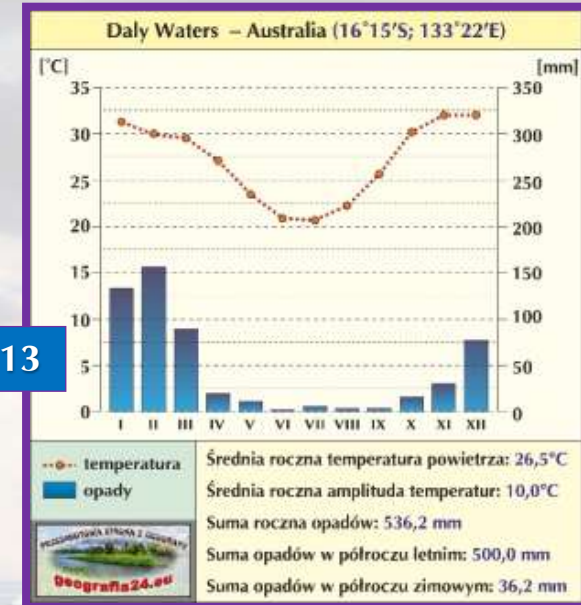 Daly Waters – Australia (16°15'S; 133°22'E)
[°C] [mm]
35 350
30 300
25 250
20 200
15 150
10 100
5 50
0 0
I II III IV V VI VII VIII IX X XI XII
13
temperatura
opady
Średnia roczna temperatura powietrza: 26,5°C
Średnia roczna amplituda temperatur: 10,0°C
Suma roczna opadów: 536,2 mm
Suma opadów w półroczu letnim: 500,0 mm
Suma opadów w półroczu zimowym: 36,2 mm
geografia24.eu